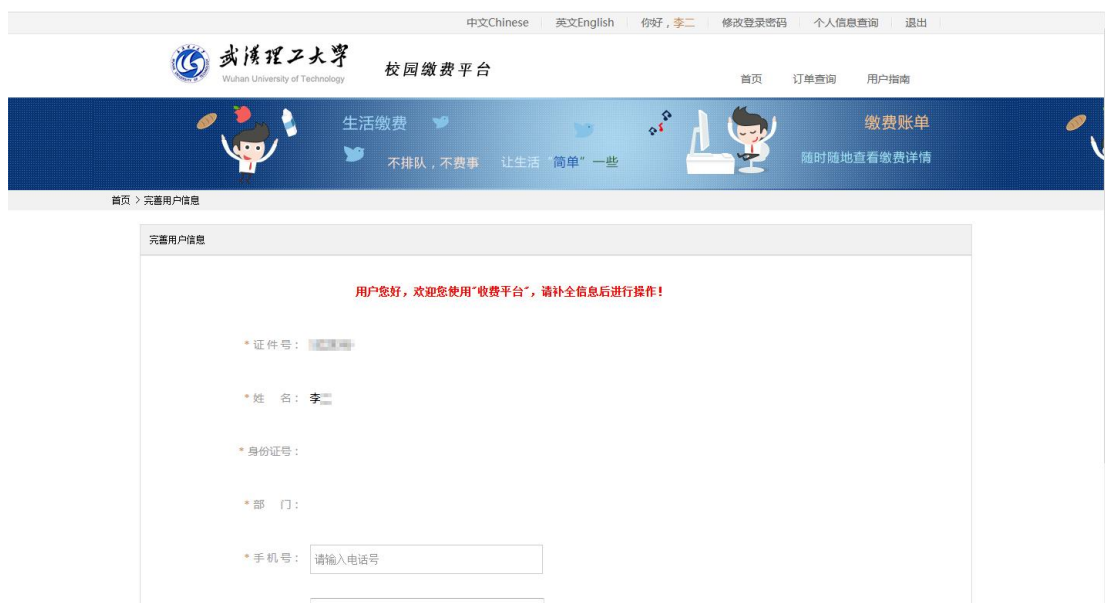 中文Chinese 英文English 你好，李二 修改登录密码 个人信息查询 退出
武汉理工大学
Wuhan University of Technology
校园缴费平台
首页 订单查询 用户指南
生活缴费
不排队，不费事 让生活“简单”一些
缴费账单
随时随地查看缴费详情
首页 > 完善用户信息
完善用户信息
用户您好，欢迎您使用“收费平台”，请补全信息后进行操作！
* 证 件 号：
* 姓 名： 李
* 身份证号：
* 部 门：
* 手 机 号： 请输入电话号